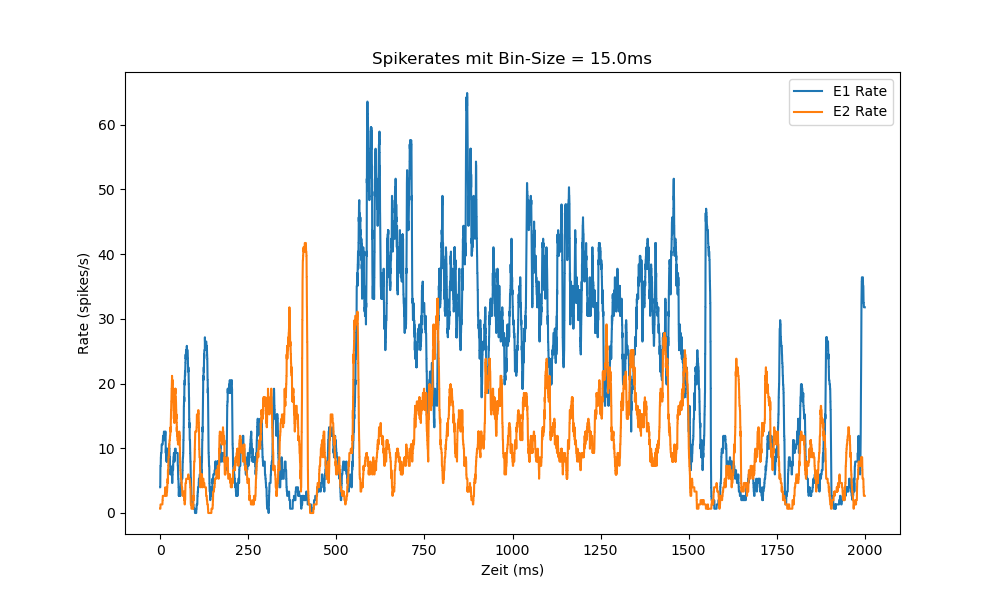 Spikerates mit Bin-Size = 15.0ms
E1 Rate
E2 Rate
Rate (spikes/s)
60
50
40
30
20
10
0
0 250 500 750 1000 1250 1500 1750 2000
Zeit (ms)